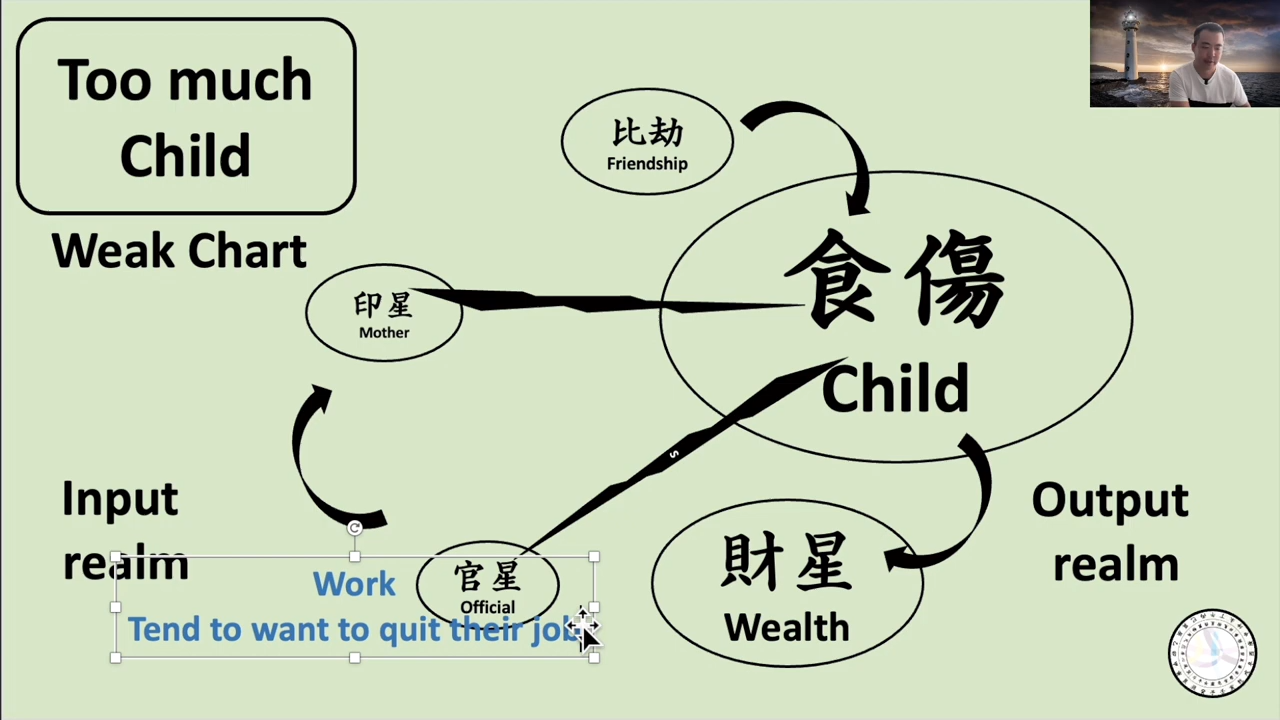 Too much
Child
Weak Chart
比劫
Friendship
食傷
Child
印星
Mother
s
Input
realm
Output
realm
官星
Official
財星
Wealth
Work
Tend to want to quit their job